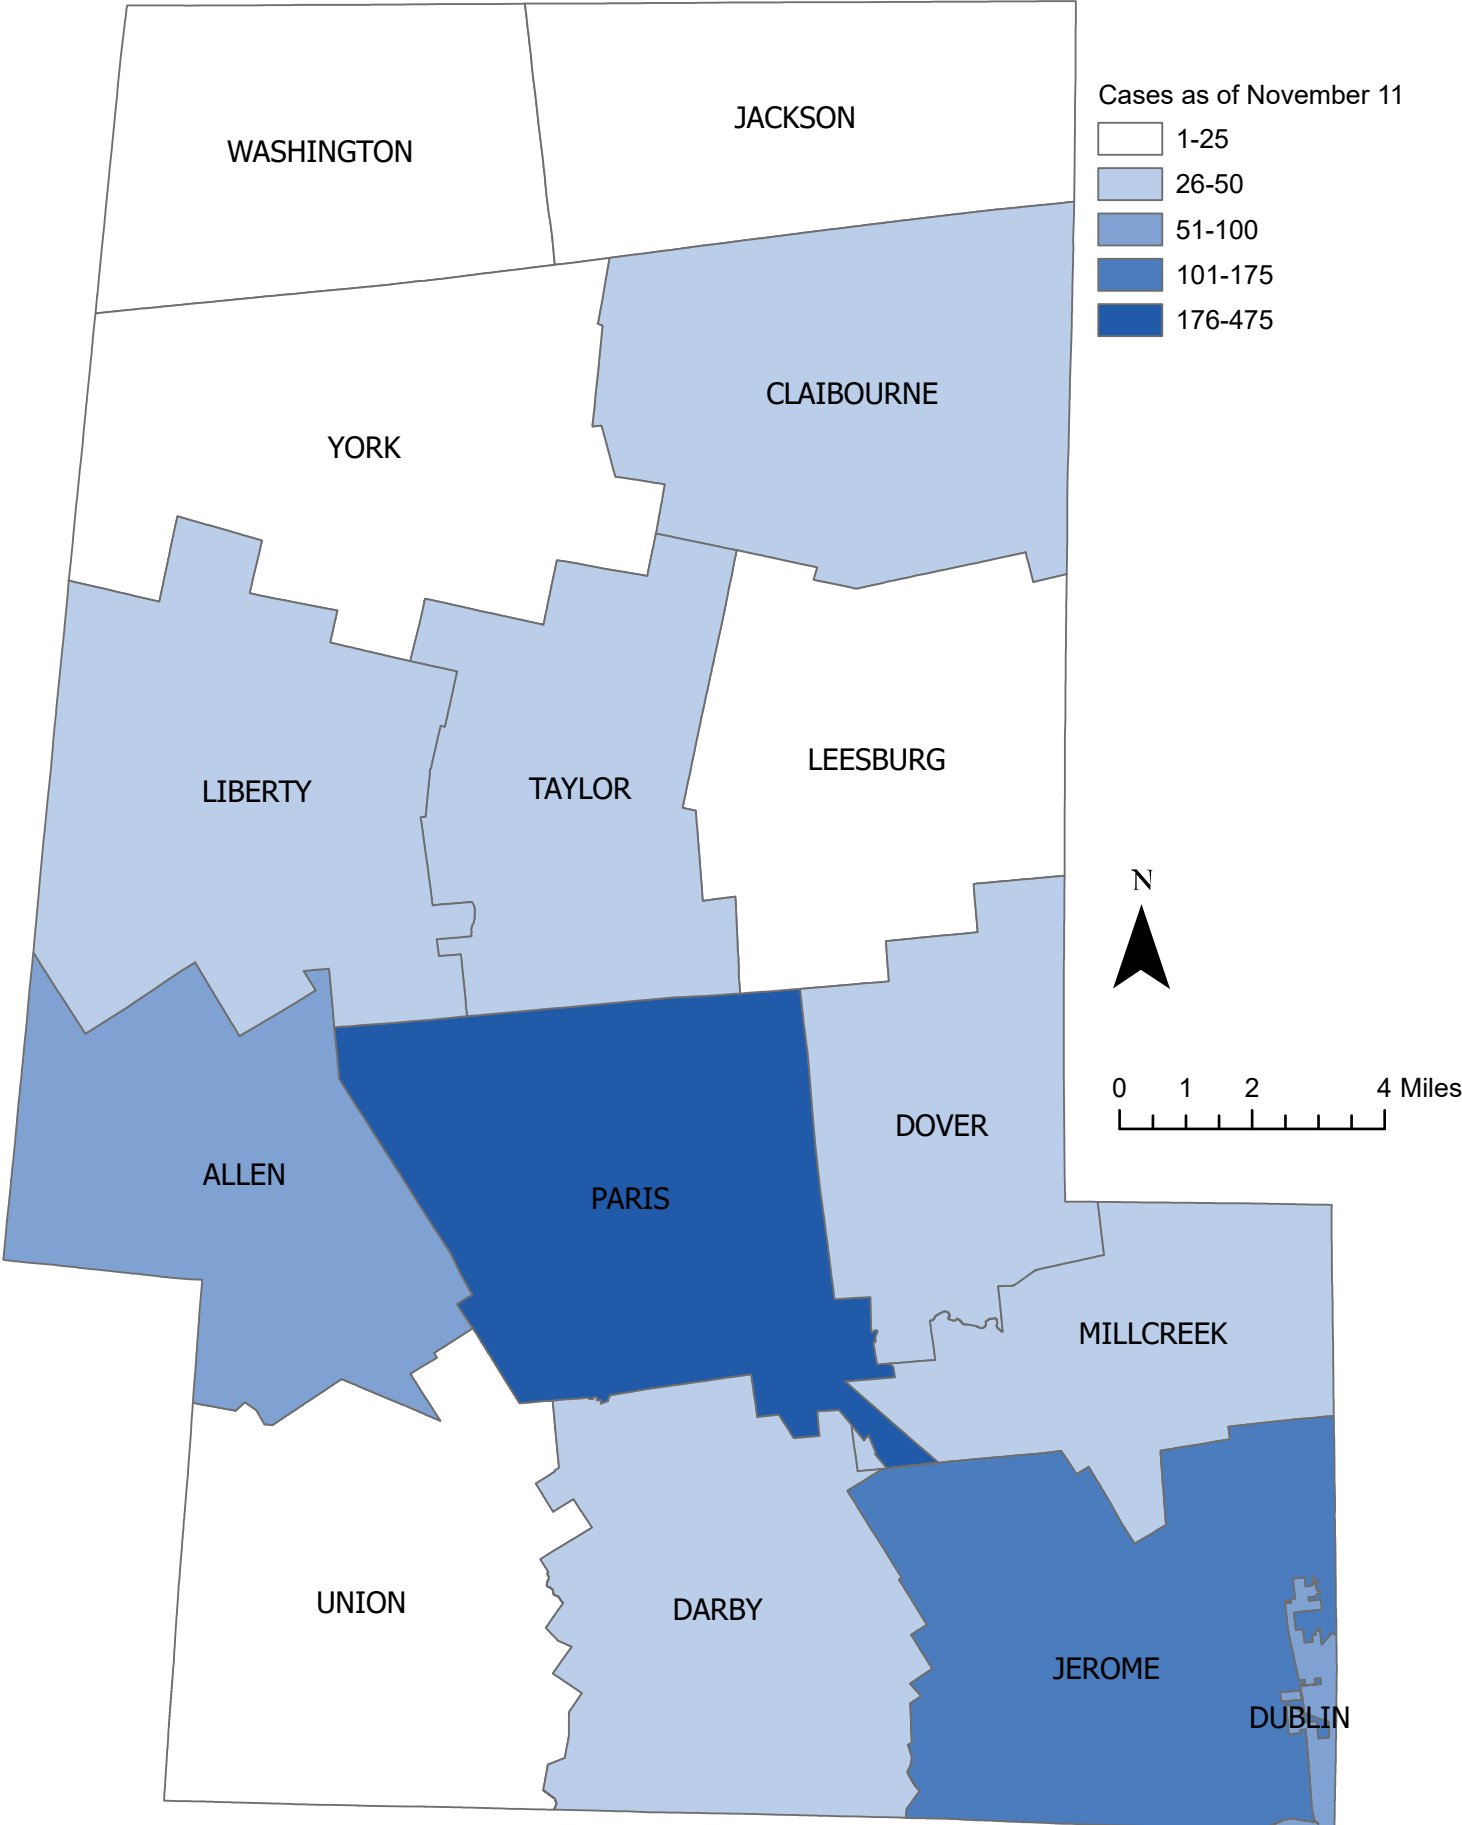 WASHINGTON
JACKSON
Cases as of November 11
1-25
26-50
51-100
101-175
176-475
CLAIBOURNE
YORK
LEESBURG
LIBERTY
TAYLOR
N
0 1 2 4 Miles
DOVER
ALLEN
PARIS
MILLCREEK
UNION
DARBY
JEROME
DUBLIN